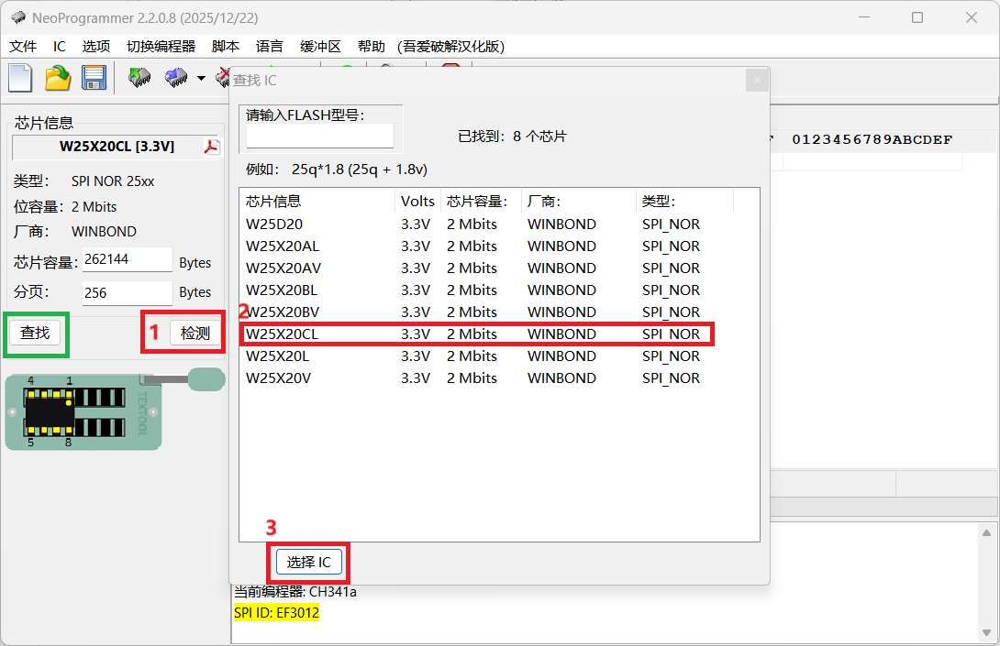 NeoProgrammer 2.2.0.8 (2025/12/22)
文件 IC 选项 切换编程器 脚本 语言 缓冲区 帮助 (吾爱破解汉化版)
芯片信息
W25X20CL [3.3V]
类型: SPI NOR 25xx
位容量: 2 Mbits
厂商: WINBOND
芯片容量: 262144 Bytes
分页: 256 Bytes
查找 1 检测
4 1
TEXTOOL
5 8
查找 IC
请输入FLASH型号:
已找到: 8 个芯片
例如: 25q*1.8 (25q + 1.8v)
芯片信息 Volts 芯片容量: 厂商: 类型:
W25D20 3.3V 2 Mbits WINBOND SPI_NOR
W25X20AL 3.3V 2 Mbits WINBOND SPI_NOR
W25X20AV 3.3V 2 Mbits WINBOND SPI_NOR
W25X20BL 3.3V 2 Mbits WINBOND SPI_NOR
W25X20BV 3.3V 2 Mbits WINBOND SPI_NOR
2
W25X20CL 3.3V 2 Mbits WINBOND SPI_NOR
W25X20L 3.3V 2 Mbits WINBOND SPI_NOR
W25X20V 3.3V 2 Mbits WINBOND SPI_NOR
3
选择 IC
0123456789ABCDEF
当前编程器: CH341a
SPI ID: EF3012